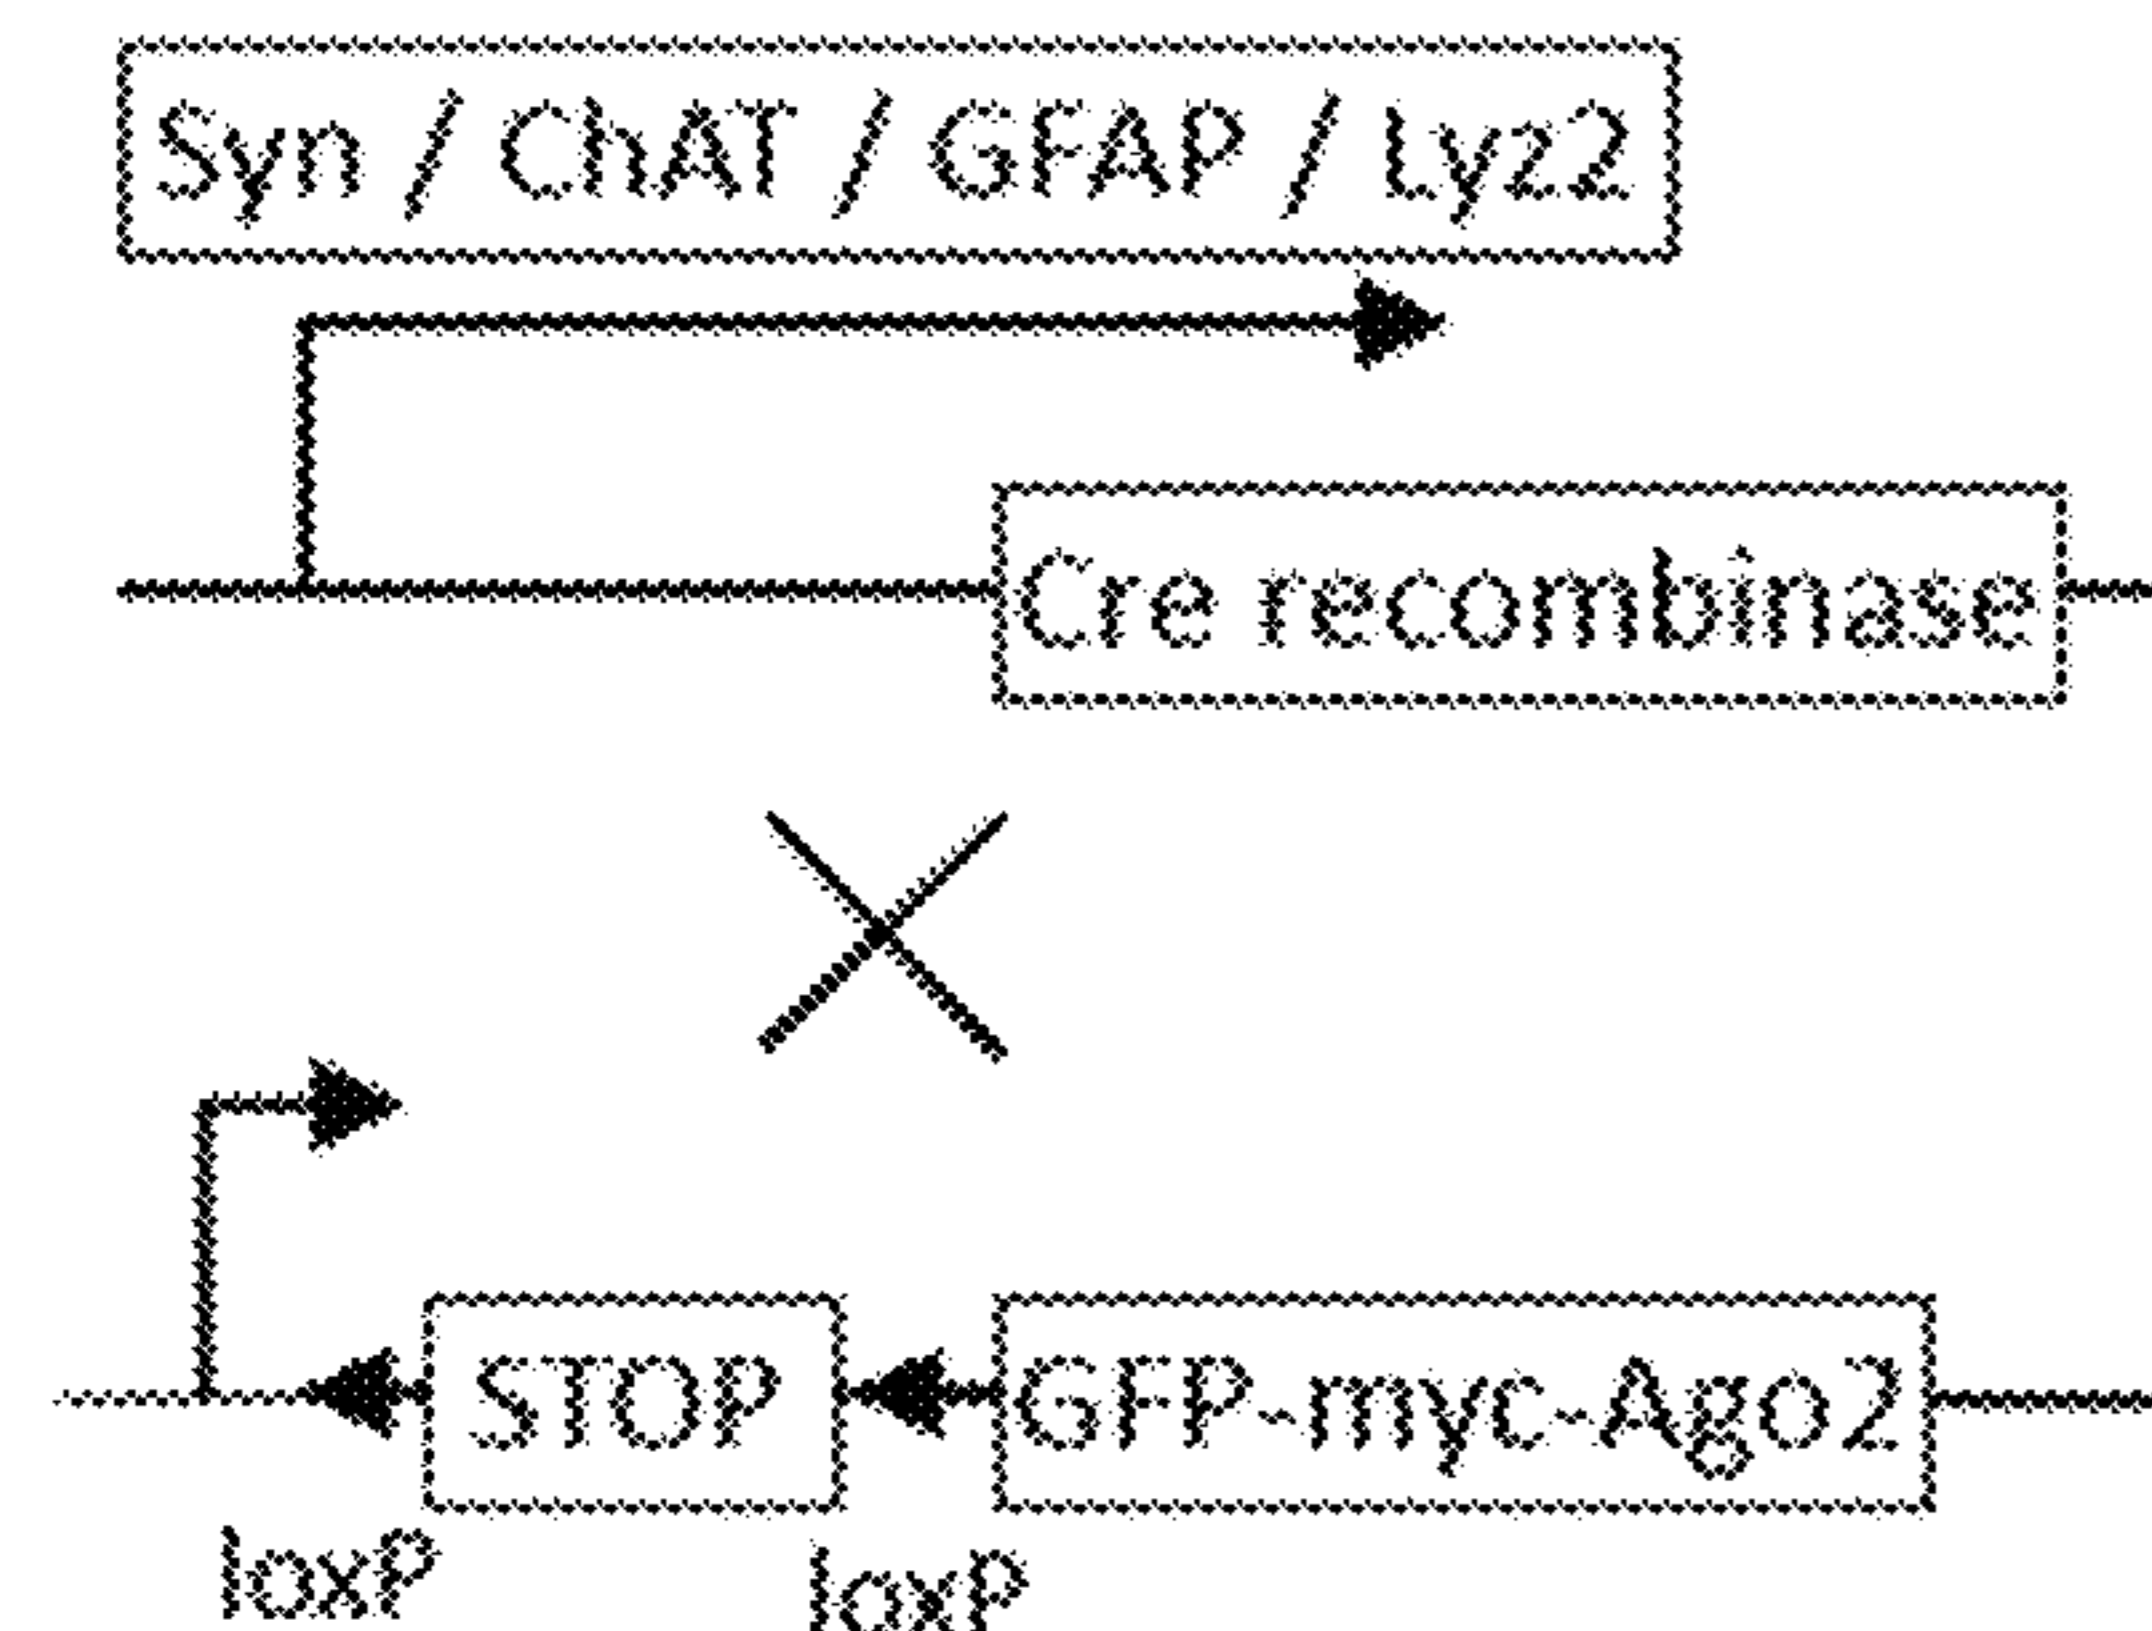 Syn / ChAT / GFAP / Lyz2
Cre recombinase
STOP
GFP-myc-Ago2
loxP
loxP